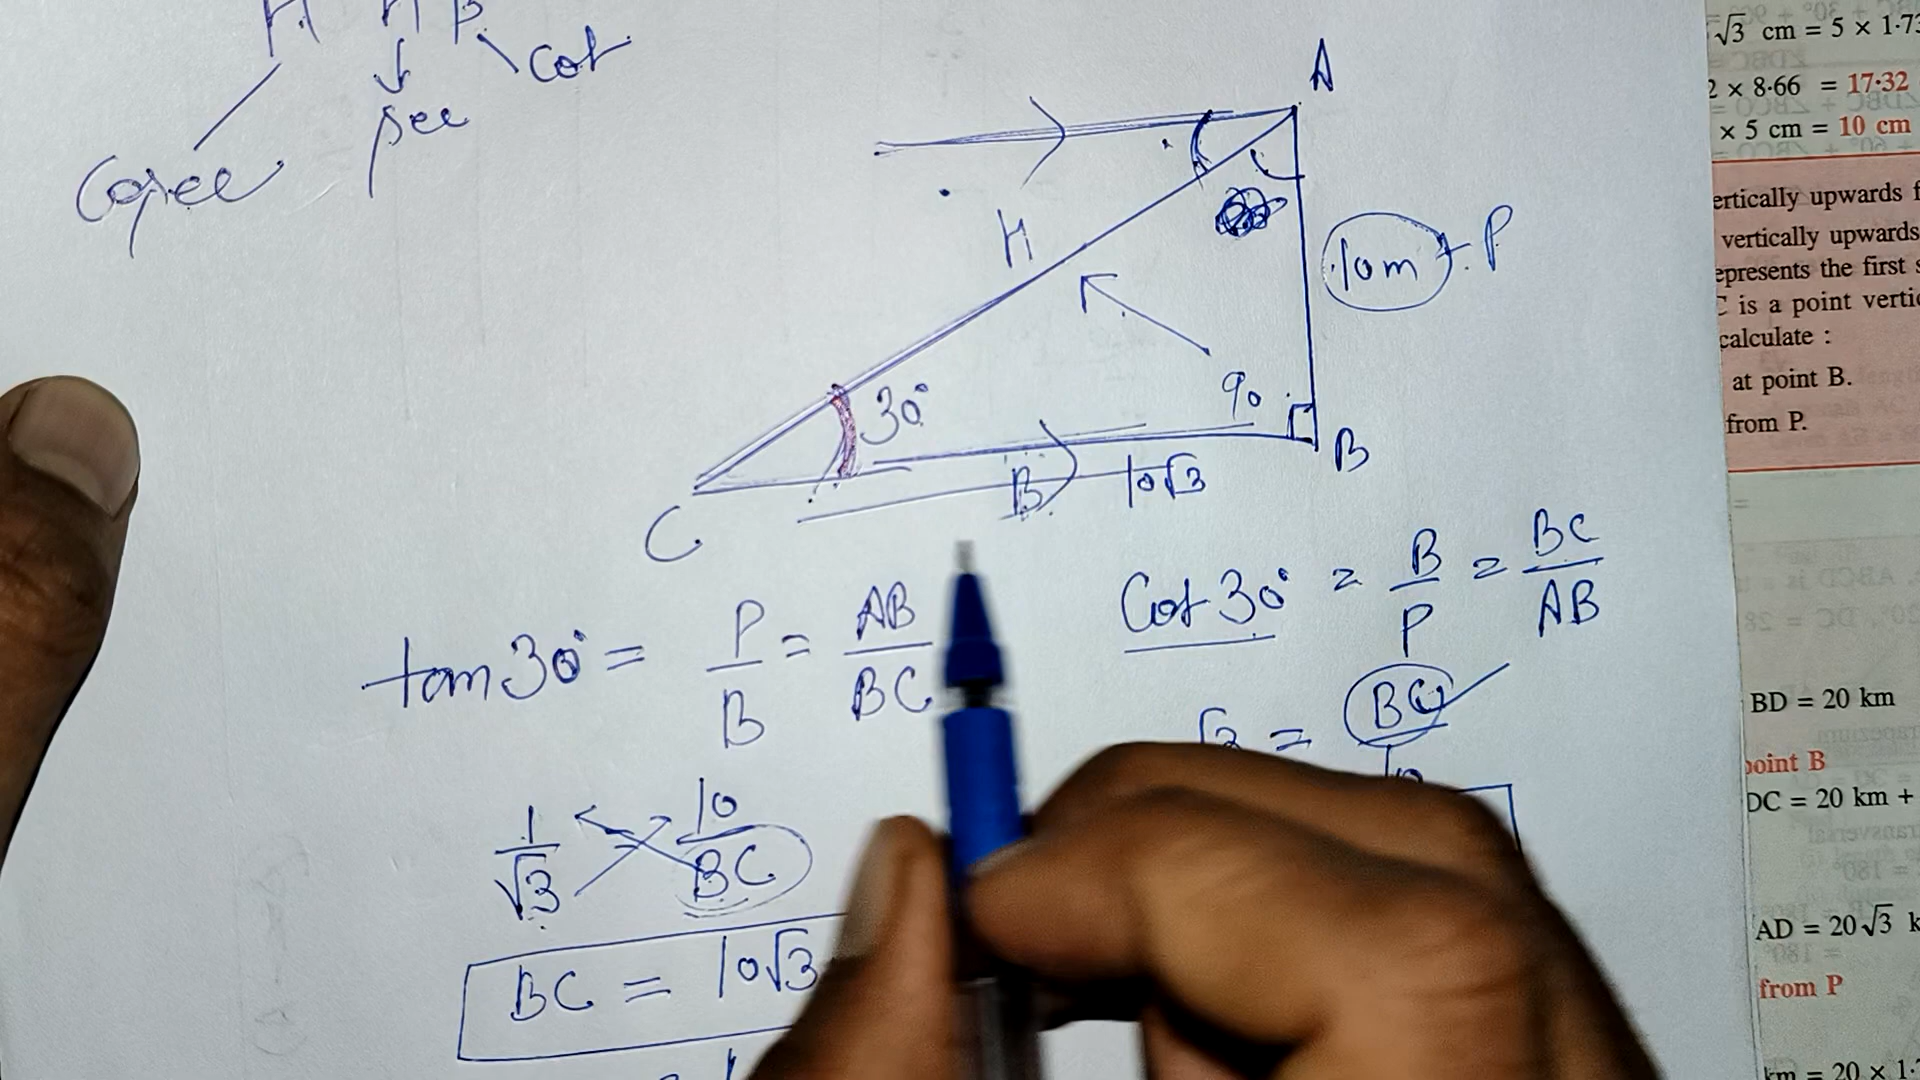 H H B
Cot
Sec
Cosec
A
H
10m
P
30°
90
B
B
10√3
C
tan 30° = P/B = AB/BC
Cot 30° = B/P = BC/AB
1/√3 10/BC
√3 = BC/10
BC = 10√3
√3 cm = 5 × 1·73
2 × 8·66 = 17·32
× 5 cm = 10 cm
ertically upwards f
vertically upwards
epresents the first s
C is a point vertic
calculate :
at point B.
from P.
BD = 20 km
point B
DC = 20 km +
AD = 20√3 k
from P
km = 20 × 1·